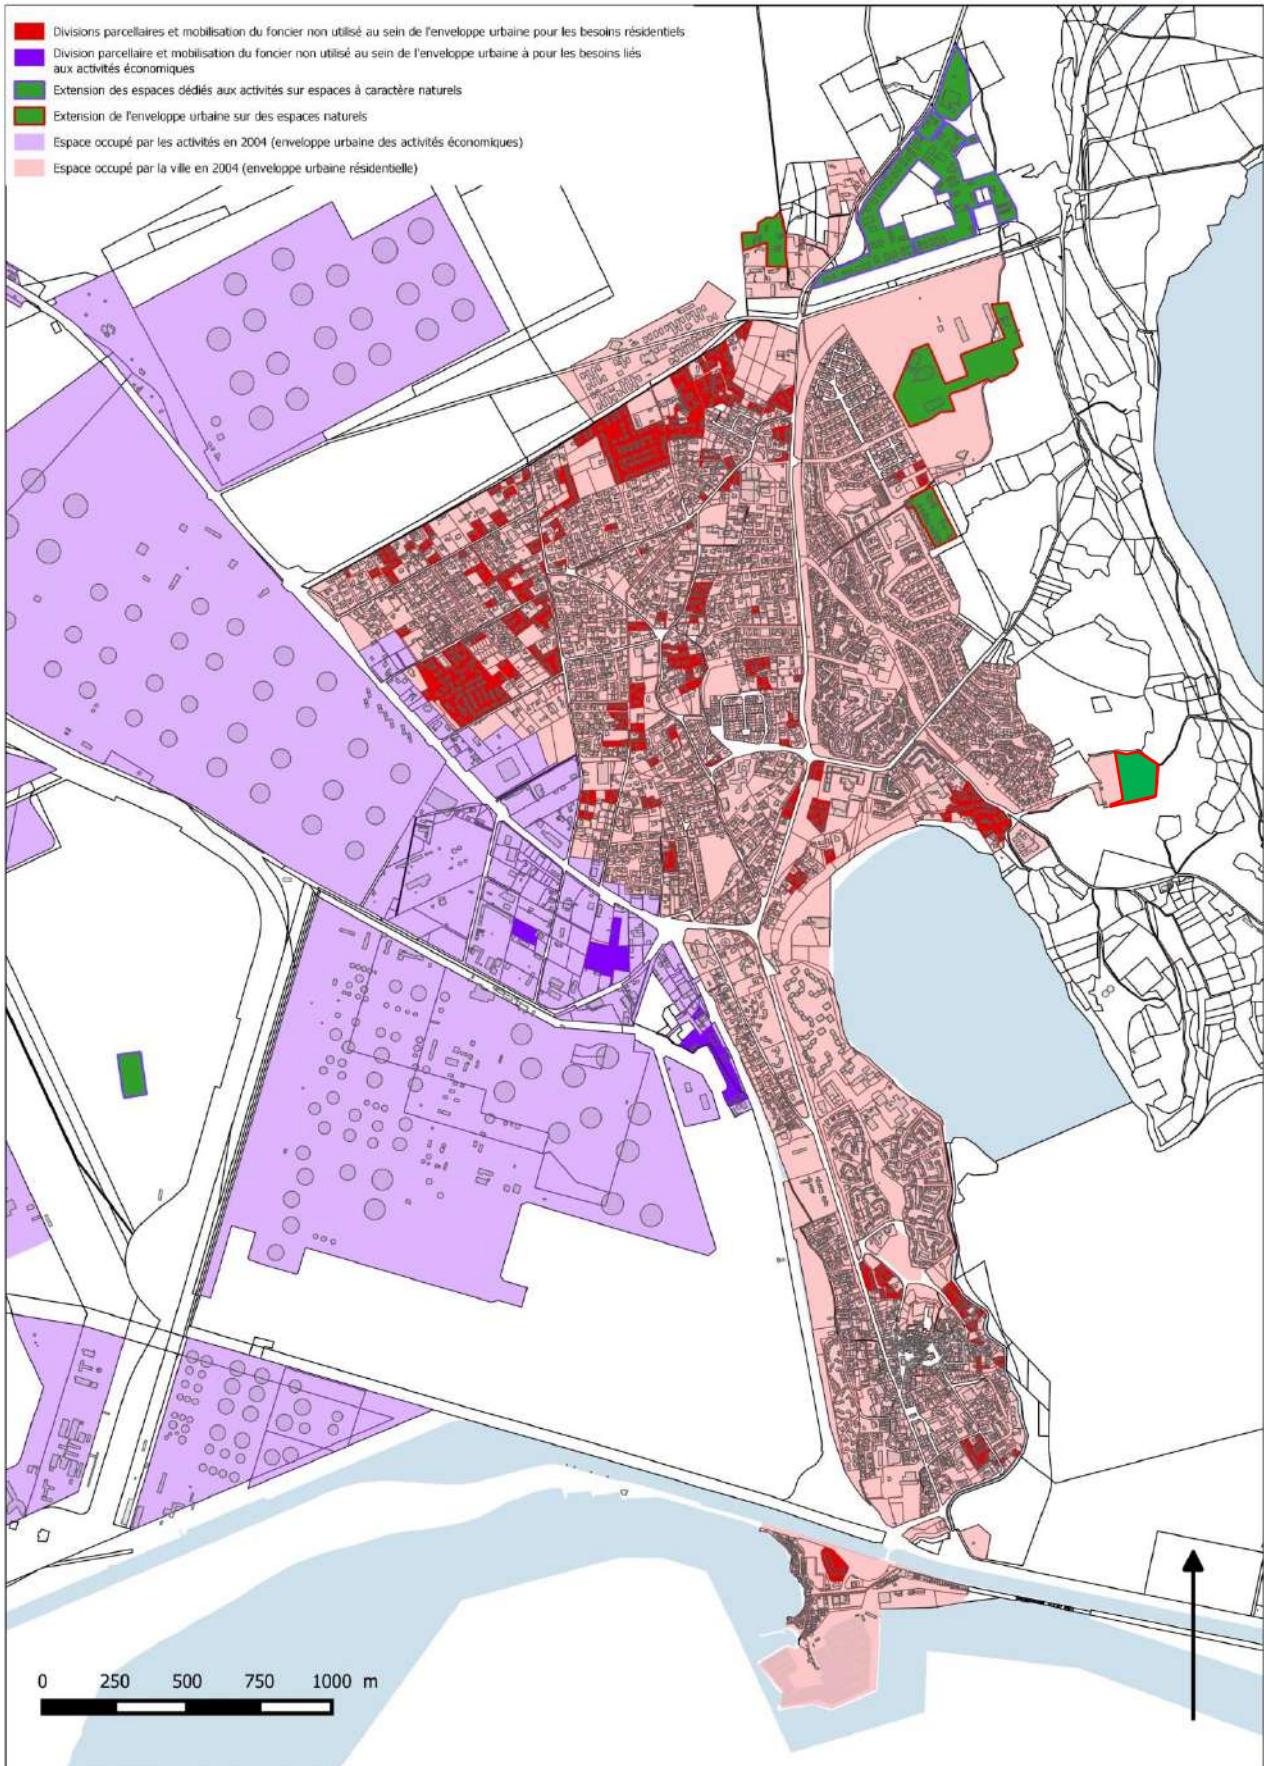 Divisions parcellaires et mobilisation du foncier non utilisé au sein de l'enveloppe urbaine pour les besoins résidentiels
Division parcellaire et mobilisation du foncier non utilisé au sein de l'enveloppe urbaine à pour les besoins liés
aux activités économiques
Extension des espaces dédiés aux activités sur espaces à caractère naturels
Extension de l'enveloppe urbaine sur des espaces naturels
Espace occupé par les activités en 2004 (enveloppe urbaine des activités économiques)
Espace occupé par la ville en 2004 (enveloppe urbaine résidentielle)
0 250 500 750 1000 m